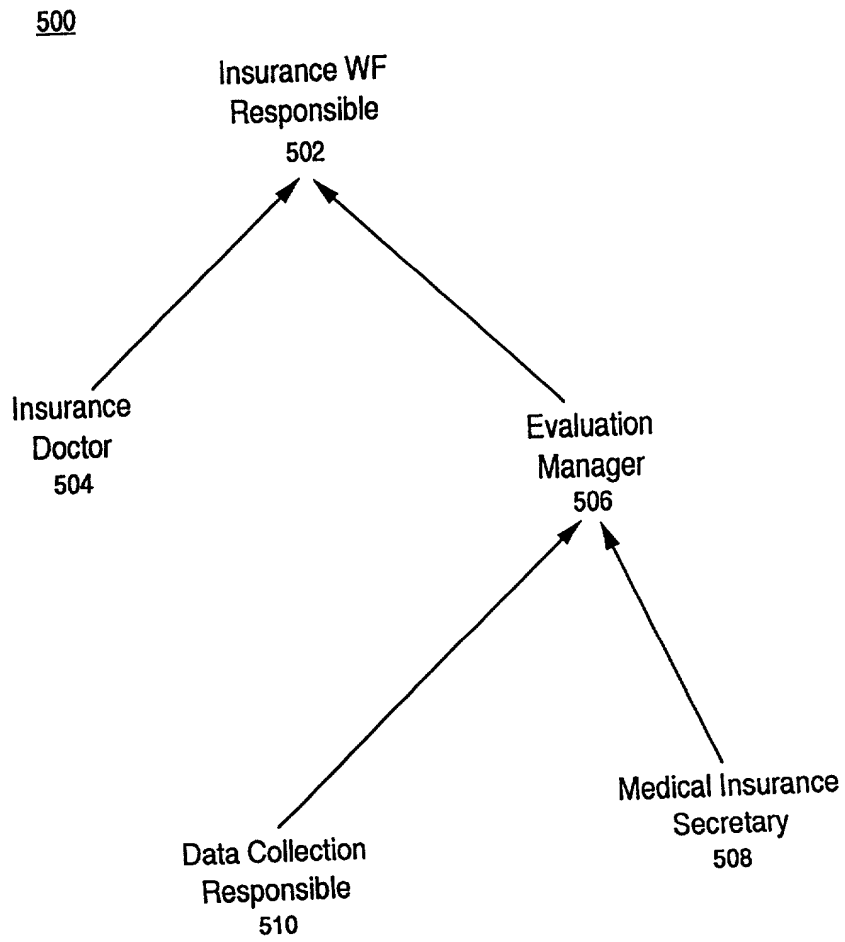 500
Insurance WF
Responsible
502
Insurance
Doctor
504
Evaluation
Manager
506
Medical Insurance
Secretary
508
Data Collection
Responsible
510